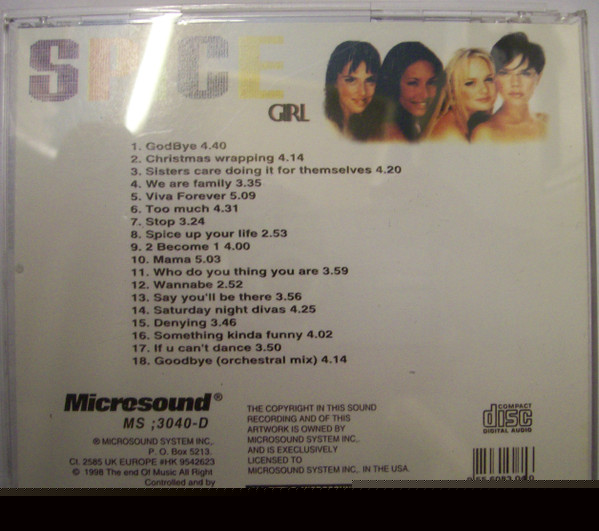 SPICE
GIRL
1. GodBye 4.40
2. Christmas wrapping 4.14
3. Sisters care doing it for themselves 4.20
4. We are family 3.35
5. Viva Forever 5.09
6. Too much 4.31
7. Stop 3.24
8. Spice up your life 2.53
9. 2 Become 1 4.00
10. Mama 5.03
11. Who do you thing you are 3.59
12. Wannabe 2.52
13. Say you'll be there 3.56
14. Saturday night divas 4.25
15. Denying 3.46
16. Something kinda funny 4.02
17. If u can't dance 3.50
18. Goodbye (orchestral mix) 4.14
Micresound®
MS ;3040-D
® MICROSOUND SYSTEM INC,.
P. O. Box 5213.
Ct. 2585 UK EUROPE #HK 9542623
© 1998 The end Of Music All Right
Controlled and by
THE COPYRIGHT IN THIS SOUND
RECORDING AND OF THIS
ARTWORK IS OWNED BY
MICROSOUND SYSTEM INC,.
AND IS EXECLUSIVELY
LICENSED TO
MICROSOUND SYSTEM INC,. IN THE USA.
COMPACT
disc
DIGITAL AUDIO